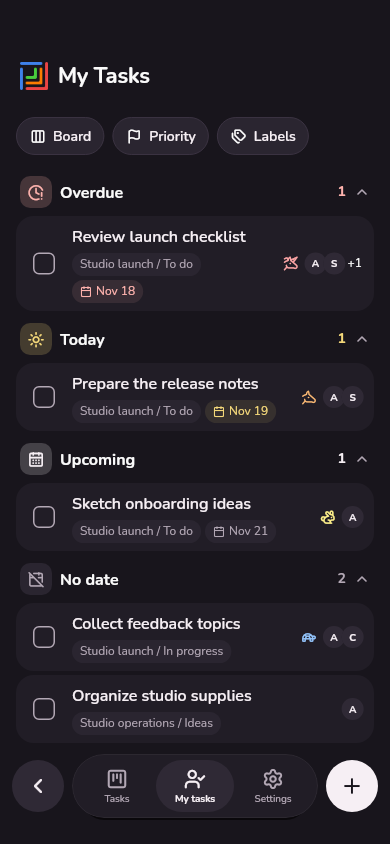 My Tasks
Board Priority Labels
Overdue 1
Review launch checklist
Studio launch / To do A S +1
Nov 18
Today 1
Prepare the release notes
Studio launch / To do Nov 19 A S
Upcoming 1
Sketch onboarding ideas
Studio launch / To do Nov 21 A
No date 2
Collect feedback topics
Studio launch / In progress A C
Organize studio supplies
Studio operations / Ideas A
Tasks My tasks Settings